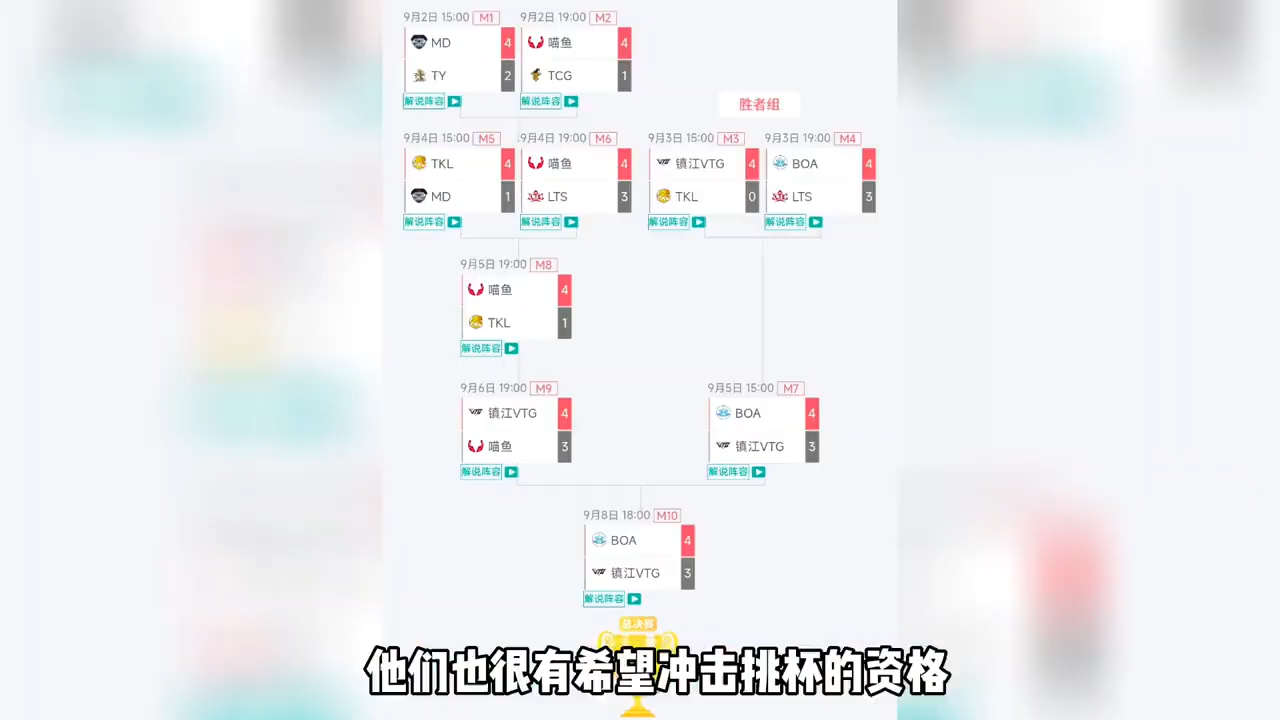 9月2日 15:00 M1
MD 4
TY 2
解说阵容
9月2日 19:00 M2
喵鱼 4
TCG 1
解说阵容
胜者组
9月4日 15:00 M5
TKL 4
MD 1
解说阵容
9月4日 19:00 M6
喵鱼 4
LTS 3
解说阵容
9月3日 15:00 M3
镇江VTG 4
TKL 0
解说阵容
9月3日 19:00 M4
BOA 4
LTS 3
解说阵容
9月5日 19:00 M8
喵鱼 4
TKL 1
解说阵容
9月6日 19:00 M9
镇江VTG 4
喵鱼 3
解说阵容
9月5日 15:00 M7
BOA 4
镇江VTG 3
解说阵容
9月8日 18:00 M10
BOA 4
镇江VTG 3
解说阵容
总决赛
他们也很有希望冲击挑杯的资格